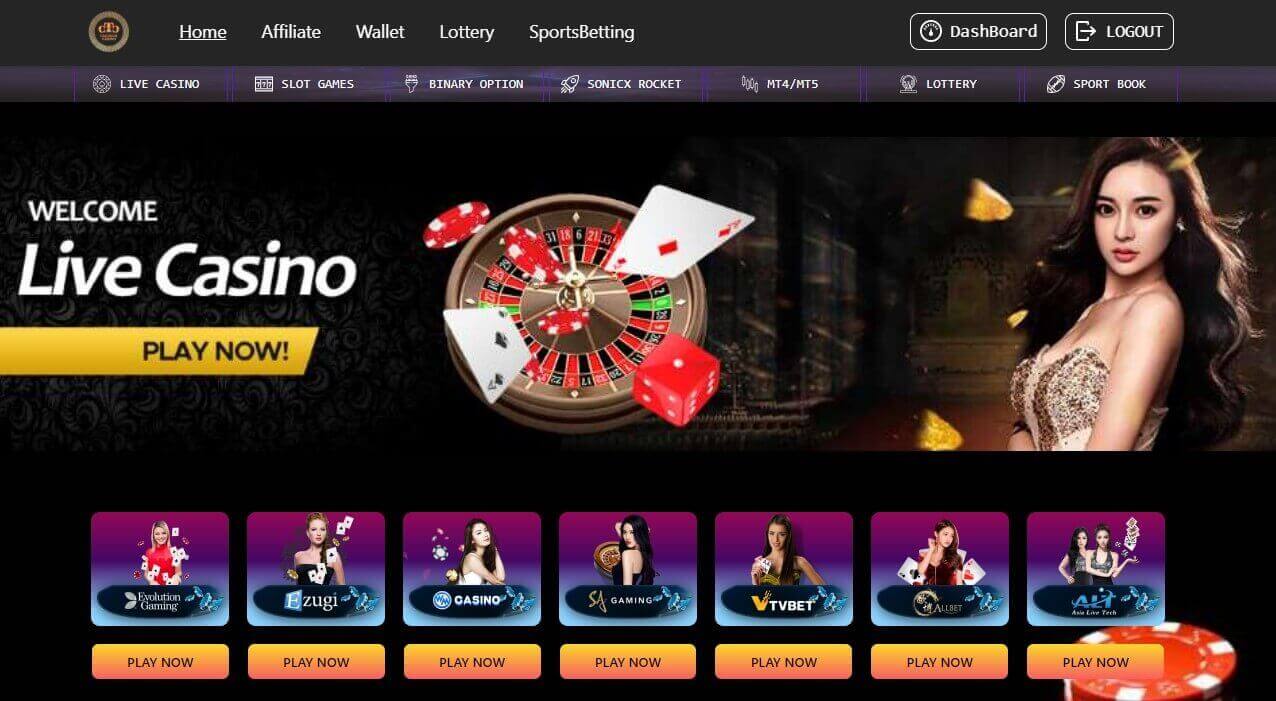 Home Affiliate Wallet Lottery SportsBetting DashBoard LOGOUT
LIVE CASINO SLOT GAMES BINARY OPTION SONICX ROCKET MT4/MT5 LOTTERY SPORT BOOK
WELCOME
Live Casino
PLAY NOW!
Evolution Gaming
Ezugi
CASINO
SA GAMING
TVBET
ALLBET
ALT
Asia Live Tech
PLAY NOW PLAY NOW PLAY NOW PLAY NOW PLAY NOW PLAY NOW PLAY NOW